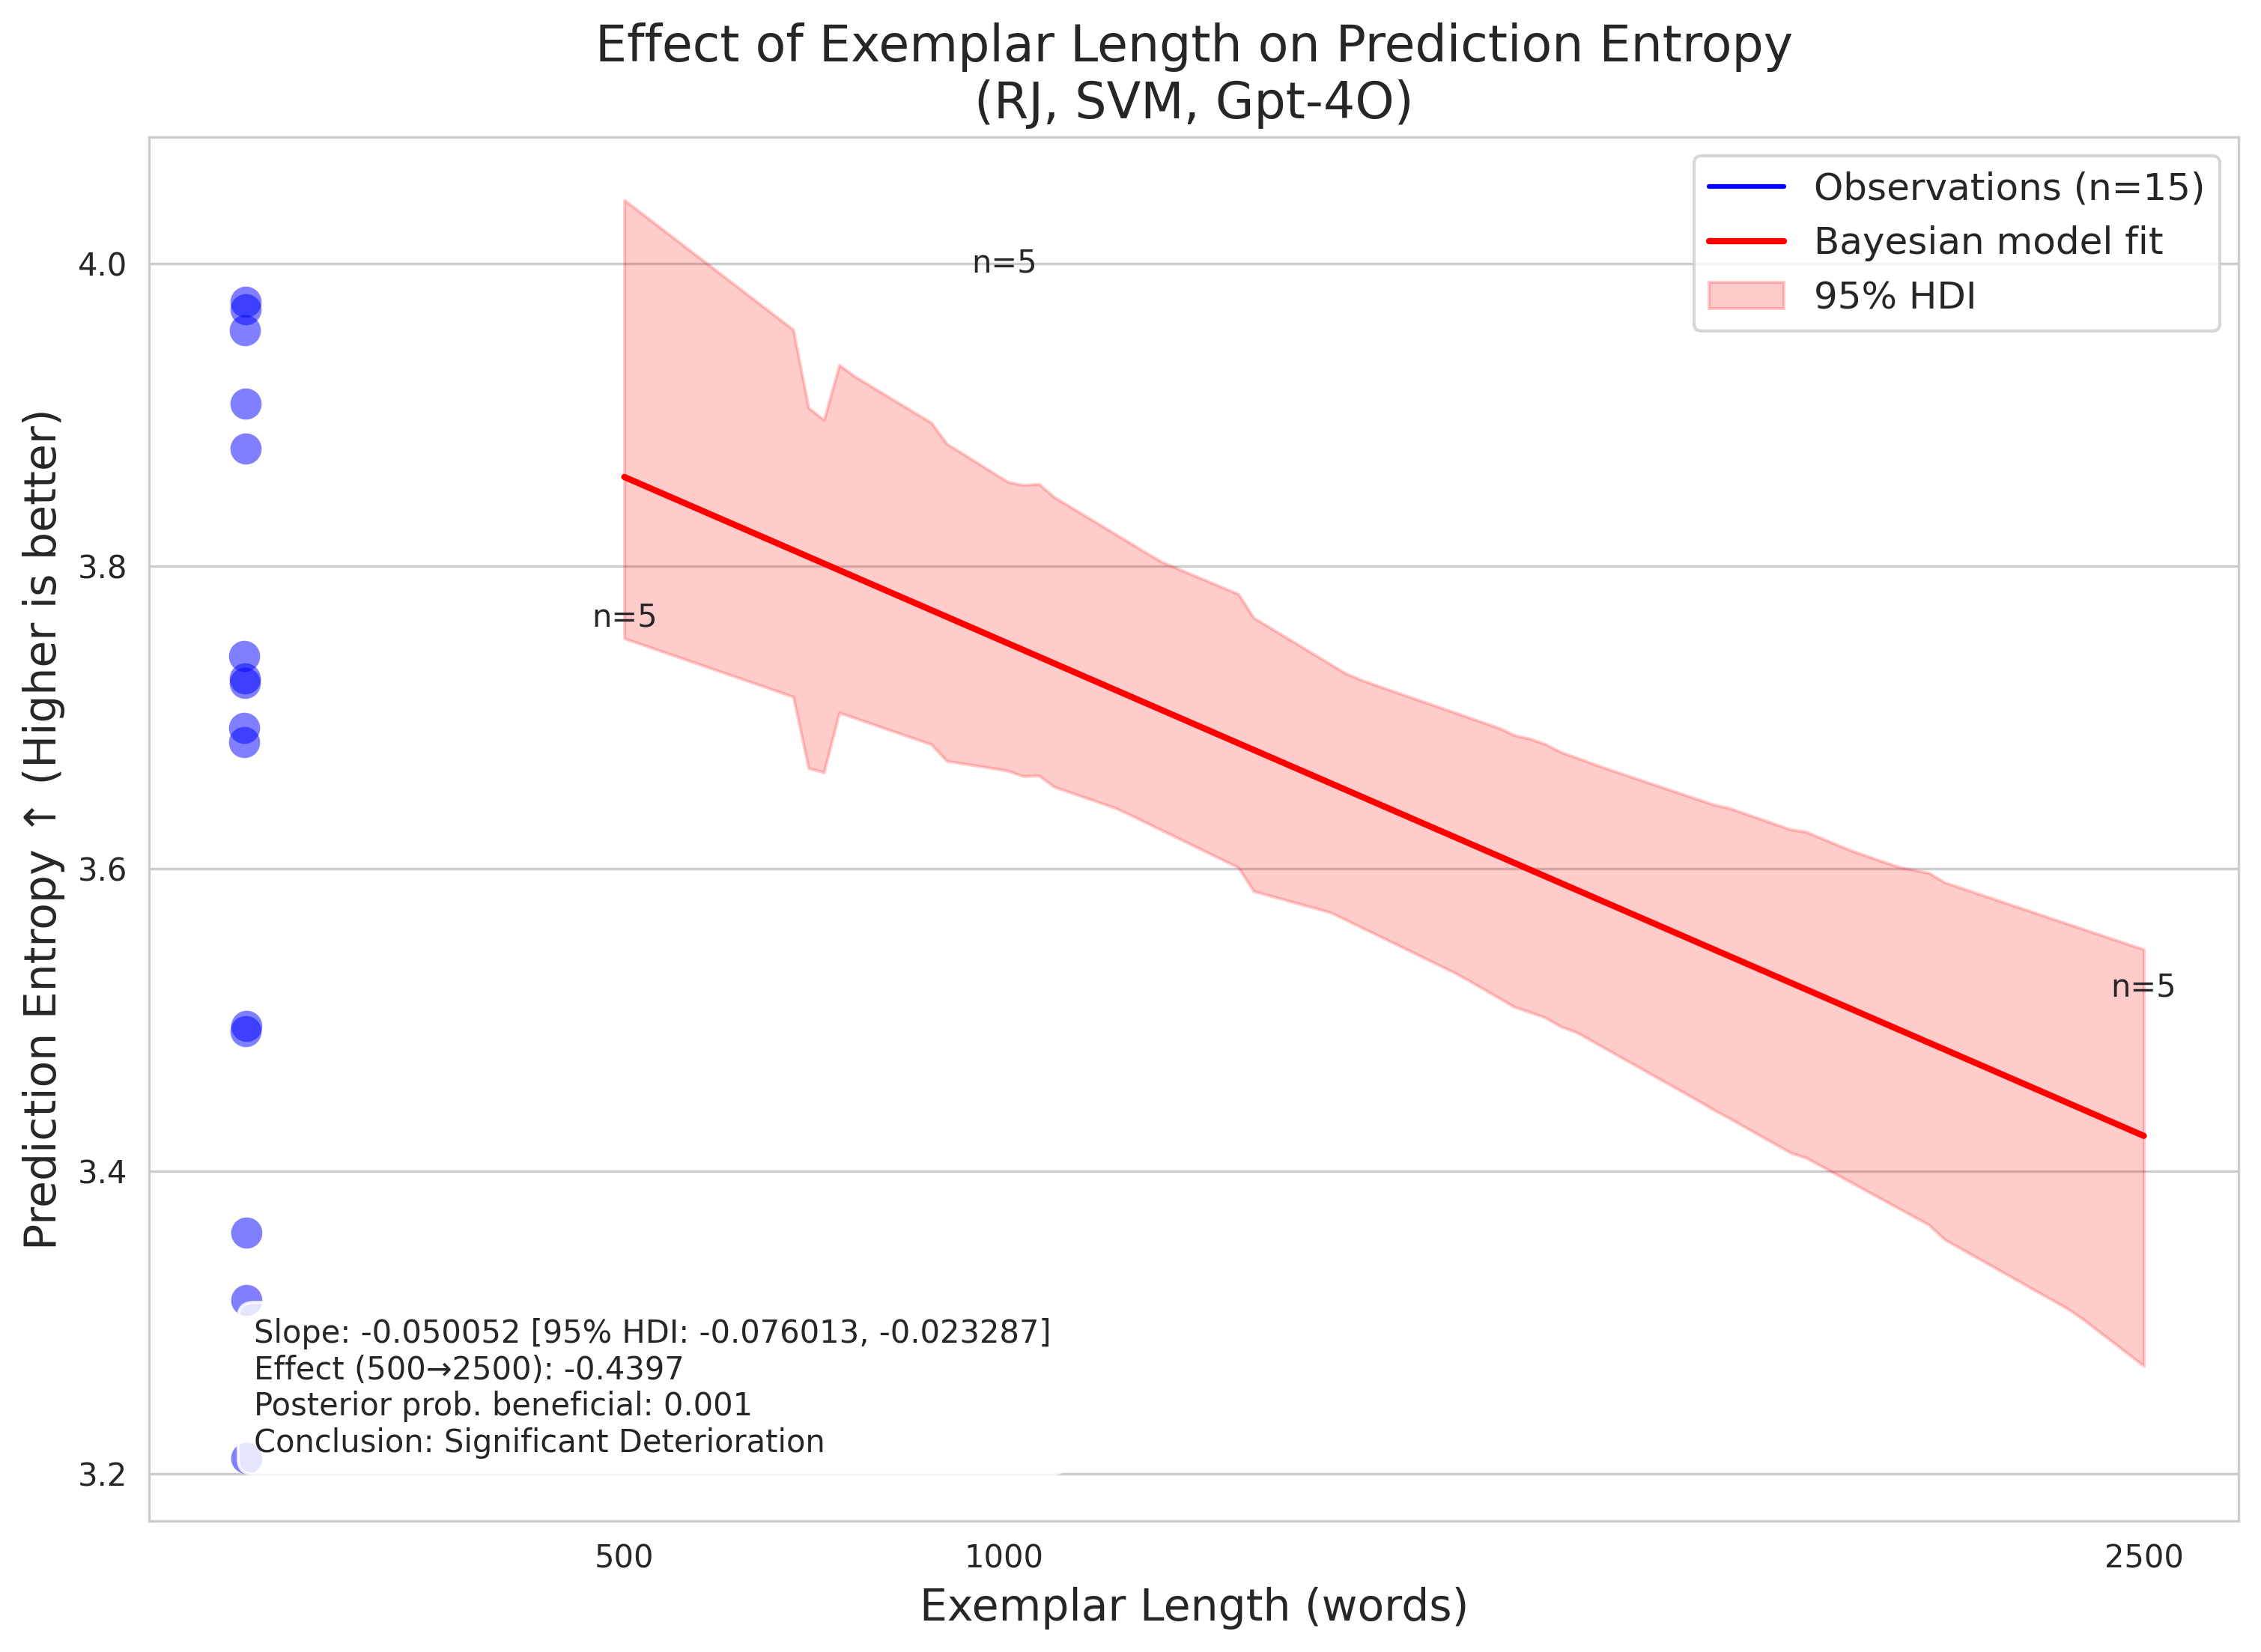 Effect of Exemplar Length on Prediction Entropy
(RJ, SVM, Gpt-4O)
Observations (n=15)
Bayesian model fit
95% HDI
Prediction Entropy ↑ (Higher is better)
4.0
3.8
3.6
3.4
3.2
n=5
n=5
n=5
Slope: -0.050052 [95% HDI: -0.076013, -0.023287]
Effect (500→2500): -0.4397
Posterior prob. beneficial: 0.001
Conclusion: Significant Deterioration
500
1000
2500
Exemplar Length (words)